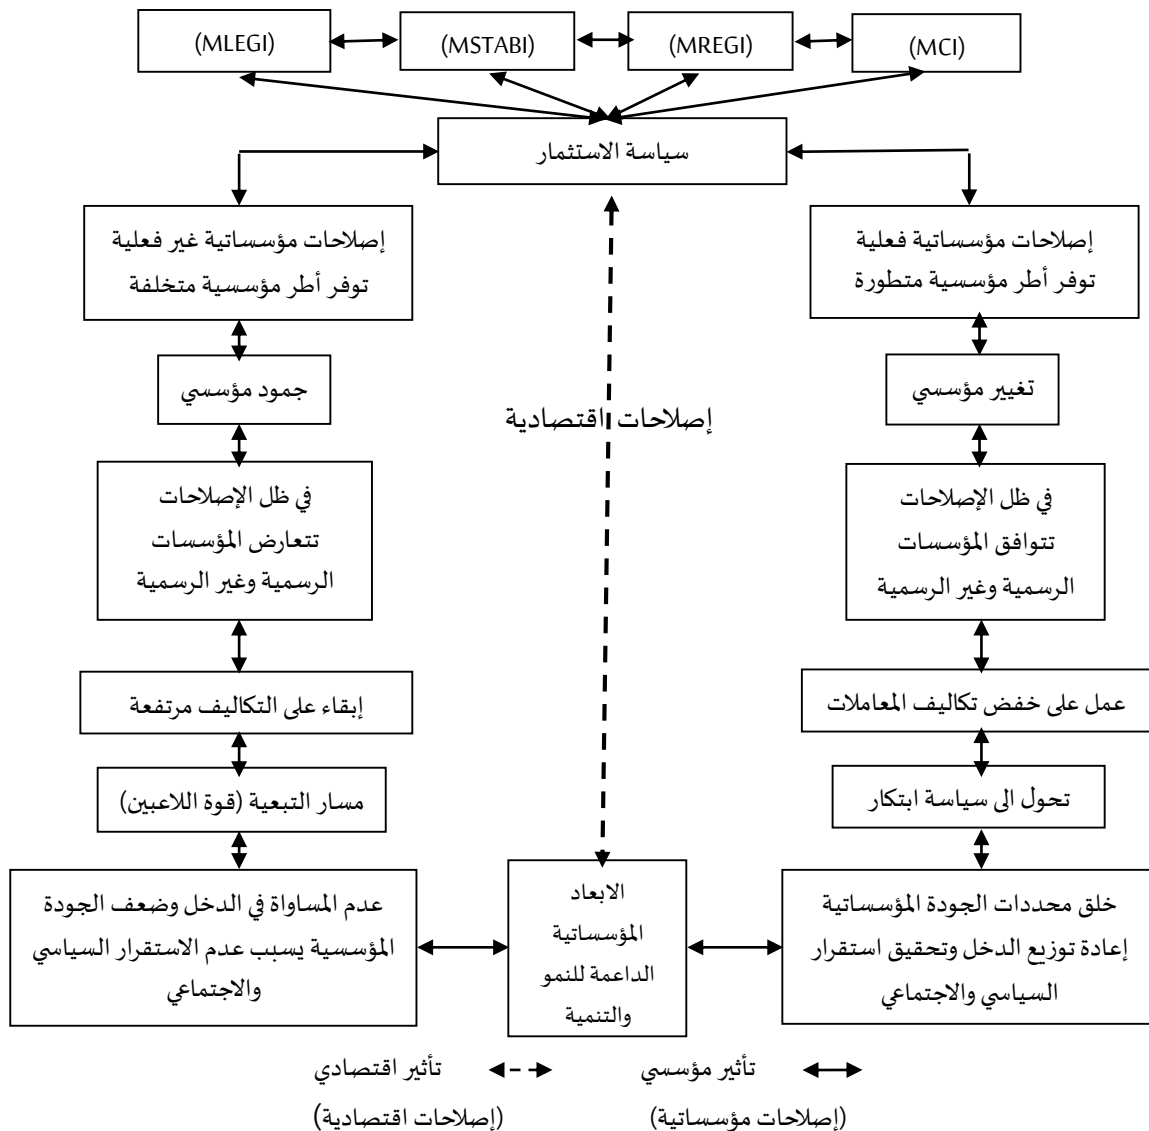 (MLEGI)
(MSTABI)
(MREGI)
(MCI)
سياسة الاستثمار
إصلاحات مؤسساتية فعلية
توفر أطر مؤسسية متطورة
إصلاحات مؤسساتية غير فعلية
توفر أطر مؤسسية متخلفة
تغيير مؤسسي
جمود مؤسسي
إصلاحات اقتصادية
في ظل الإصلاحات
تتوافق المؤسسات
الرسمية وغير الرسمية
في ظل الإصلاحات
تتعارض المؤسسات
الرسمية وغير الرسمية
عمل على خفض تكاليف المعاملات
إبقاء على التكاليف مرتفعة
تحول الى سياسة ابتكار
مسار التبعية (قوة اللاعبين)
خلق محددات الجودة المؤسساتية
إعادة توزيع الدخل وتحقيق استقرار
السياسي والاجتماعي
الابعاد
المؤسساتية
الداعمة للنمو
والتنمية
عدم المساواة في الدخل وضعف الجودة
المؤسسية يسبب عدم الاستقرار السياسي
والاجتماعي
تأثير مؤسسي
(إصلاحات مؤسساتية)
تأثير اقتصادي
(إصلاحات اقتصادية)